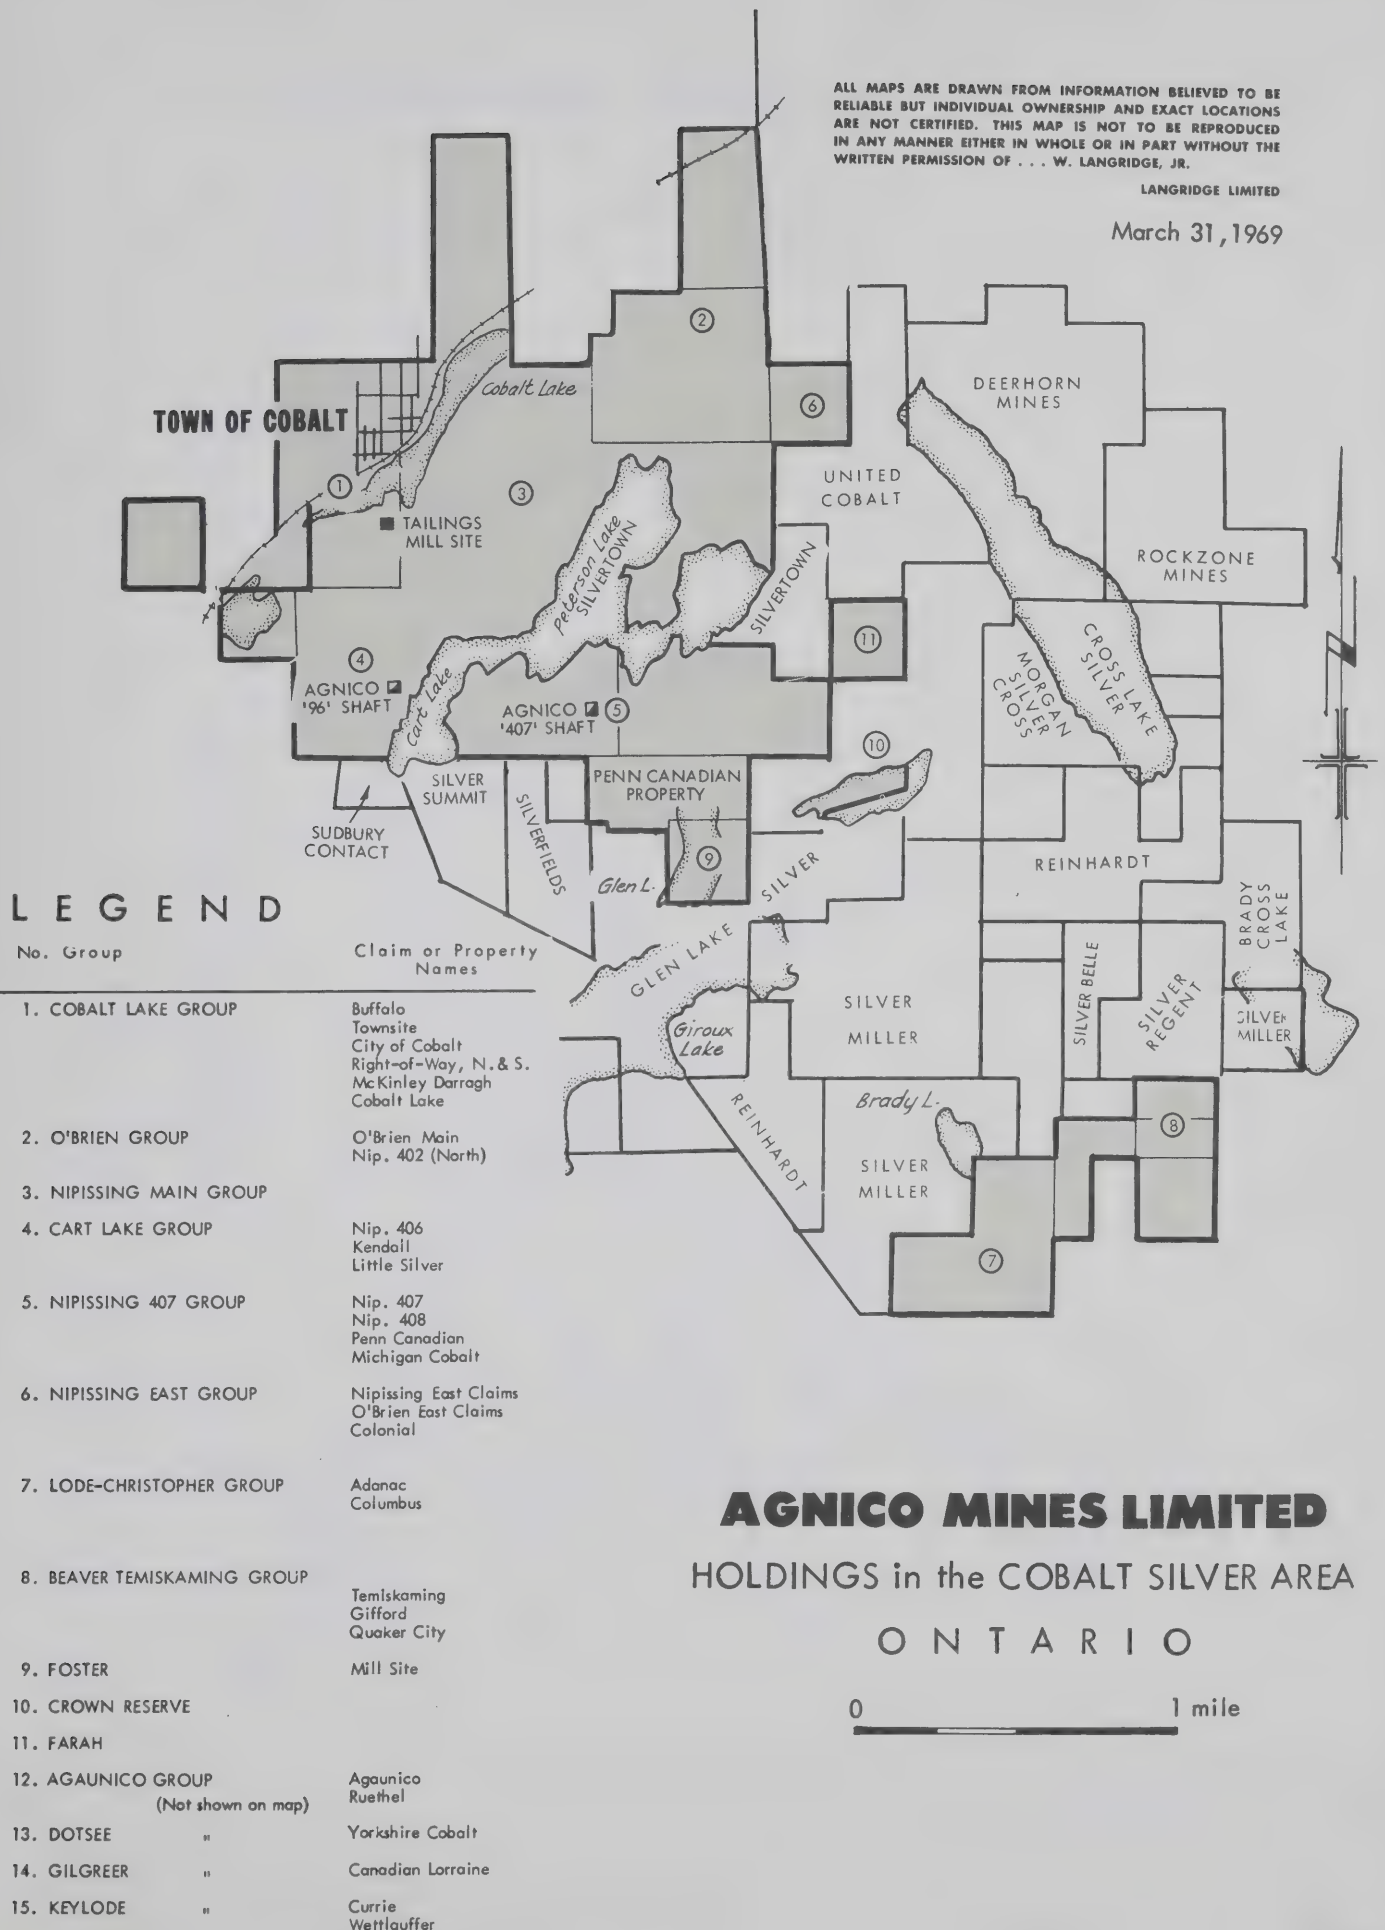 ALL MAPS ARE DRAWN FROM INFORMATION BELIEVED TO BE
RELIABLE BUT INDIVIDUAL OWNERSHIP AND EXACT LOCATIONS
ARE NOT CERTIFIED. THIS MAP IS NOT TO BE REPRODUCED
IN ANY MANNER EITHER IN WHOLE OR IN PART WITHOUT THE
WRITTEN PERMISSION OF . . . W. LANGRIDGE, JR.
LANGRIDGE LIMITED
March 31, 1969
2
Cobalt Lake
DEERHORN
MINES
TOWN OF COBALT
6
UNITED
COBALT
1
3
TAILINGS
MILL SITE
Peterson Lake
SILVERTOWN
SILVERTOWN
ROCKZONE
MINES
11
4
AGNICO
'96' SHAFT
Cart Lake
AGNICO
'407' SHAFT
5
CROSS LAKE
SILVER
MORGAN
SILVER
CROSS
10
SILVER
SUMMIT
PENN CANADIAN
PROPERTY
SUDBURY
CONTACT
SILVERFIELDS
9
Glen L.
GLEN LAKE SILVER
REINHARDT
BRADY
CROSS
LAKE
SILVER BELLE
SILVER
REGENT
SILVER
MILLER
SILVER
MILLER
Giroux
Lake
REINHARDT
Brady L.
8
SILVER
MILLER
7
N
LEGEND
No. Group Claim or Property
Names
1. COBALT LAKE GROUP Buffalo
Townsite
City of Cobalt
Right-of-Way, N. & S.
McKinley Darragh
Cobalt Lake
2. O'BRIEN GROUP O'Brien Main
Nip. 402 (North)
3. NIPISSING MAIN GROUP
4. CART LAKE GROUP Nip. 406
Kendall
Little Silver
5. NIPISSING 407 GROUP Nip. 407
Nip. 408
Penn Canadian
Michigan Cobalt
6. NIPISSING EAST GROUP Nipissing East Claims
O'Brien East Claims
Colonial
7. LODE-CHRISTOPHER GROUP Adanac
Columbus
8. BEAVER TEMISKAMING GROUP
Temiskaming
Gifford
Quaker City
9. FOSTER Mill Site
10. CROWN RESERVE
11. FARAH
12. AGAUNICO GROUP Agaunico
(Not shown on map) Ruethel
13. DOTSEE " Yorkshire Cobalt
14. GILGREER " Canadian Lorraine
15. KEYLODE " Currie
Wettlauffer
AGNICO MINES LIMITED
HOLDINGS in the COBALT SILVER AREA
ONTARIO
0 1 mile